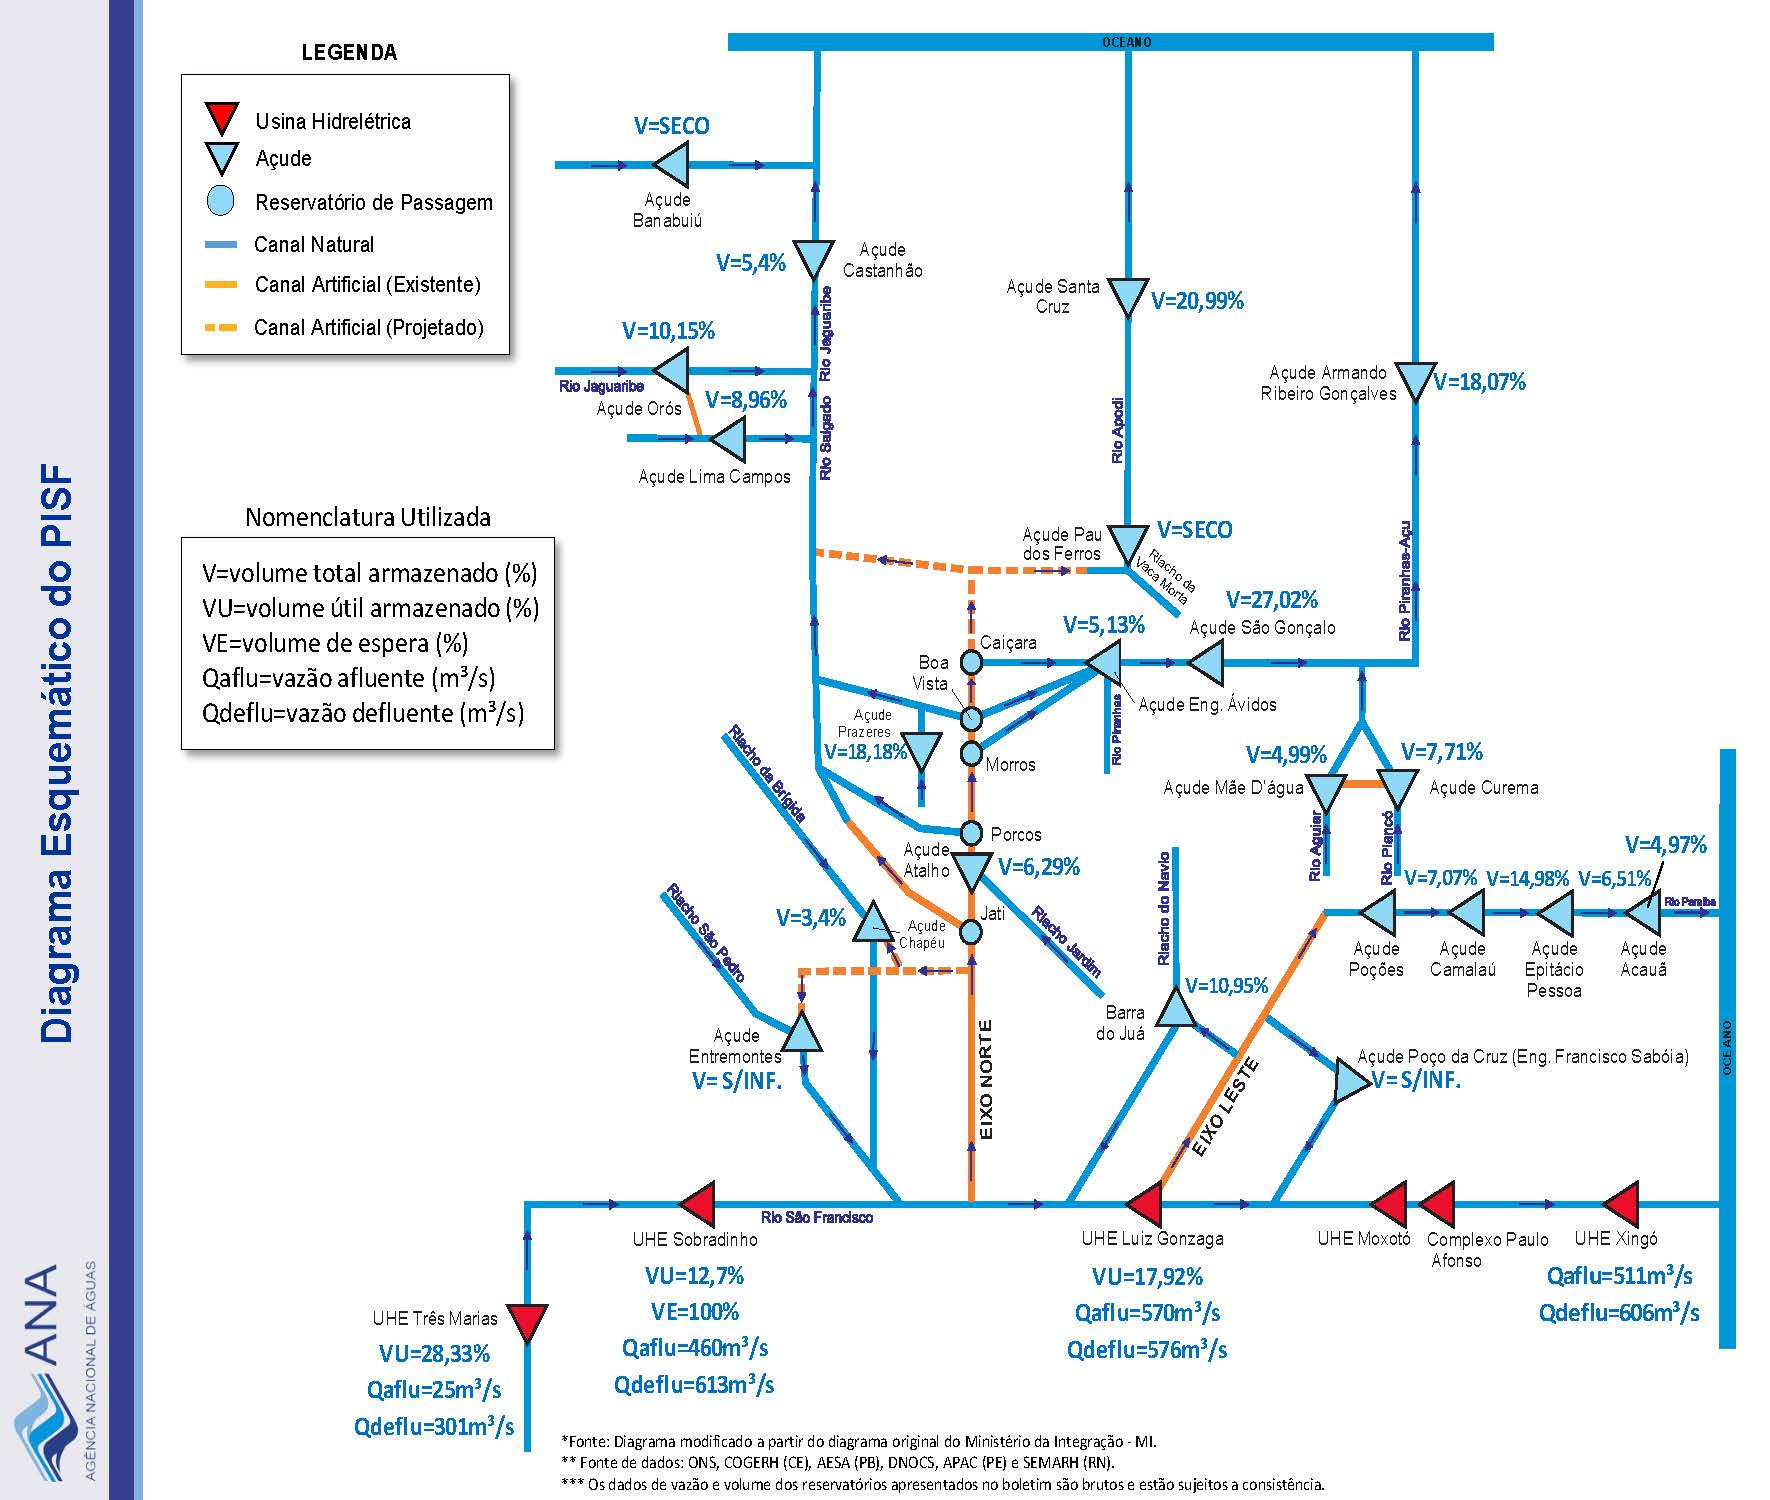 Diagrama Esquemático do PISF
ANA
AGÊNCIA NACIONAL DE ÁGUAS
LEGENDA
Usina Hidrelétrica
Açude
Reservatório de Passagem
Canal Natural
Canal Artificial (Existente)
Canal Artificial (Projetado)
Nomenclatura Utilizada
V=volume total armazenado (%)
VU=volume útil armazenado (%)
VE=volume de espera (%)
Qaflu=vazão afluente (m³/s)
Qdeflu=vazão defluente (m³/s)
OCEANO
V=SECO
Açude
Banabuiú
V=5,4%
Açude
Castanhão
Rio Jaguaribe
V=10,15%
Rio Jaguaribe
Açude Orós
V=8,96%
Açude Lima Campos
Rio Salgado
Açude Santa
Cruz
V=20,99%
Rio Apodi
Açude Armando
Ribeiro Gonçalves
V=18,07%
Rio Piranhas-Açu
Açude Pau
dos Ferros
V=SECO
Riacho da
Vaca Morta
V=27,02%
Açude São Gonçalo
V=5,13%
Açude Eng. Ávidos
Rio Piranhas
Caiçara
Boa
Vista
Morros
Açude
Prazeres
V=18,18%
Porcos
Açude
Atalho
V=6,29%
Jati
Riacho Jardim
Riacho da Brígida
V=3,4%
Açude
Chapéu
Riacho São Pedro
Açude
Entremontes
V= S/INF.
EIXO NORTE
V=4,99%
Açude Mãe D'água
Rio Aguiar
V=7,71%
Açude Curema
Rio Piancó
V=7,07%
V=14,98%
V=6,51%
V=4,97%
Rio Paraíba
Açude
Poções
Açude
Camalaú
Açude
Epitácio
Pessoa
Açude
Acauã
Riacho do Navio
V=10,95%
Barra
do Juá
EIXO LESTE
Açude Poço da Cruz (Eng. Francisco Sabóia)
V= S/INF.
OCEANO
Rio São Francisco
UHE Três Marias
VU=28,33%
Qaflu=25m³/s
Qdeflu=301m³/s
UHE Sobradinho
VU=12,7%
VE=100%
Qaflu=460m³/s
Qdeflu=613m³/s
UHE Luiz Gonzaga
VU=17,92%
Qaflu=570m³/s
Qdeflu=576m³/s
UHE Moxotó
Complexo Paulo
Afonso
UHE Xingó
Qaflu=511m³/s
Qdeflu=606m³/s
*Fonte: Diagrama modificado a partir do diagrama original do Ministério da Integração - MI.
** Fonte de dados: ONS, COGERH (CE), AESA (PB), DNOCS, APAC (PE) e SEMARH (RN).
*** Os dados de vazão e volume dos reservatórios apresentados no boletim são brutos e estão sujeitos a consistência.